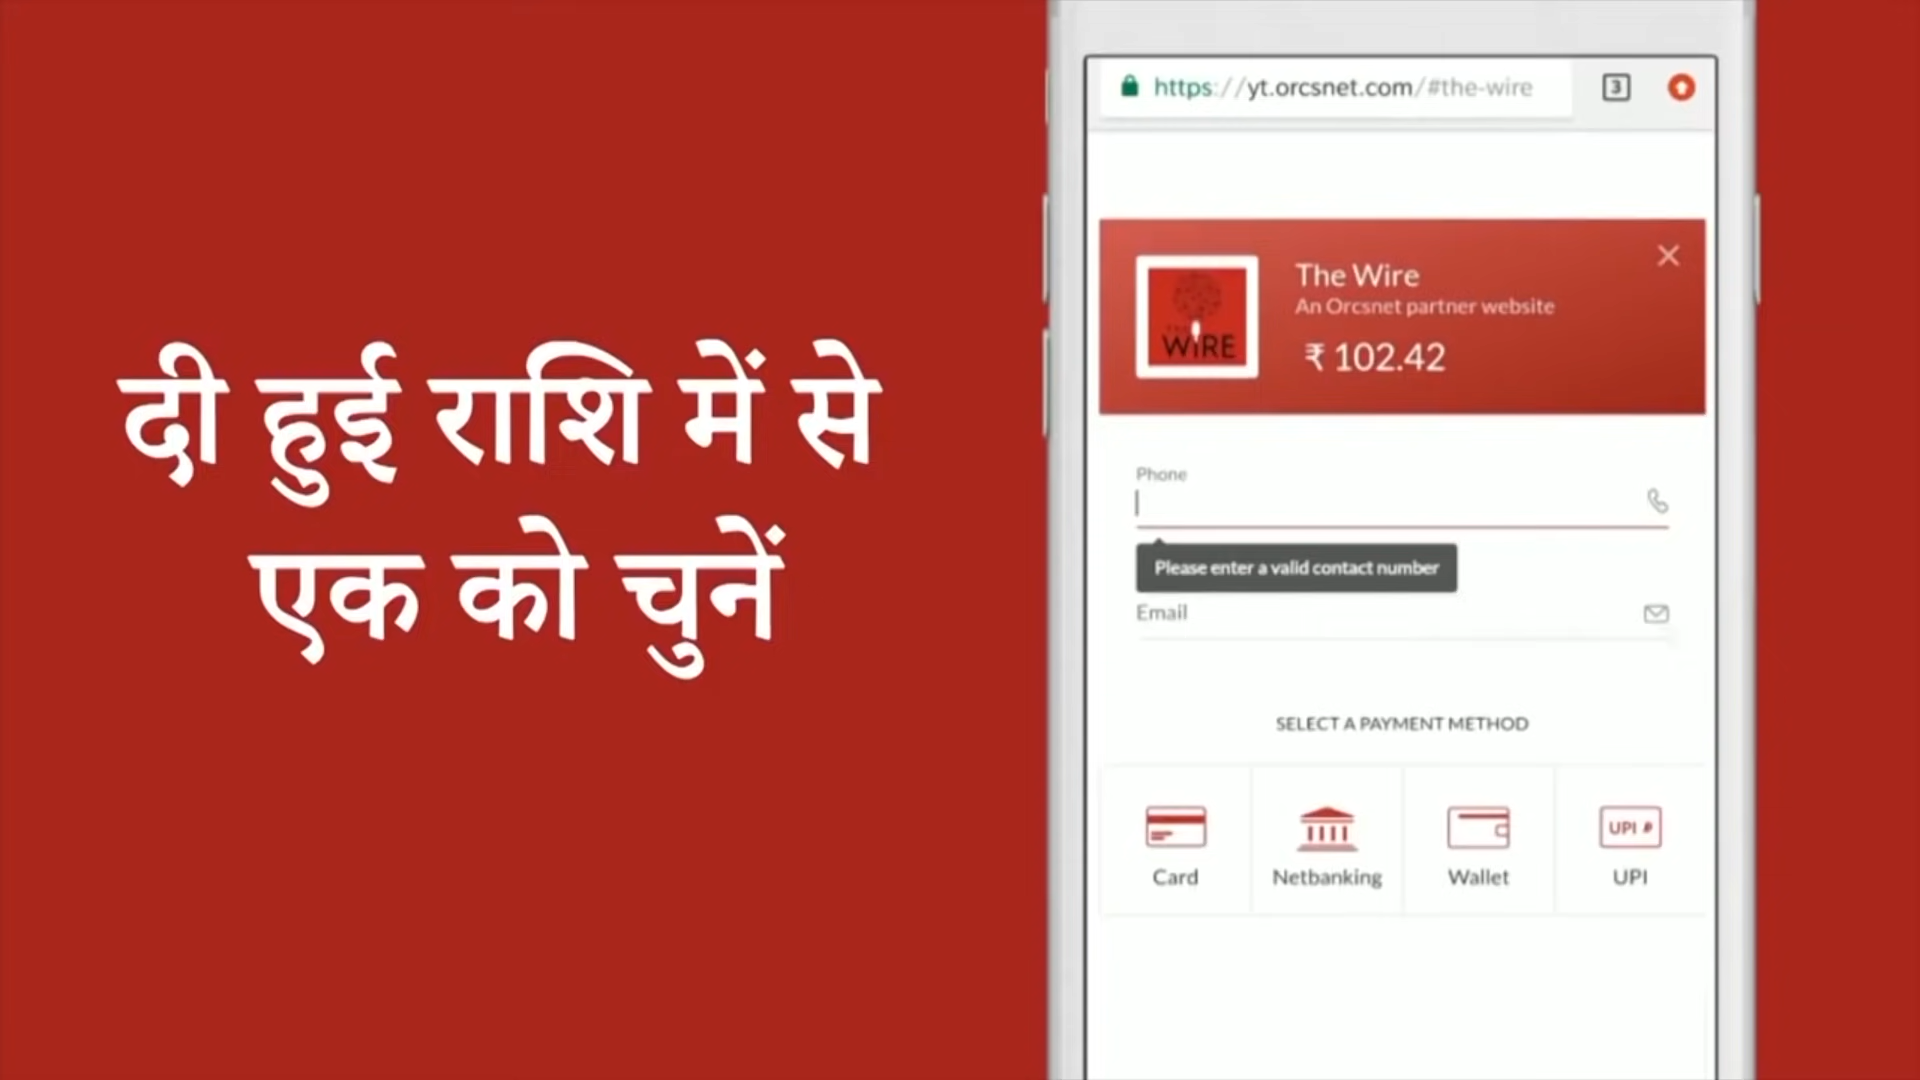 दी हुई राशि में से
एक को चुनें
https://yt.orcsnet.com/#the-wire
3
The Wire
An Orcsnet partner website
WIRE
₹ 102.42
Phone
Please enter a valid contact number
Email
SELECT A PAYMENT METHOD
UPI
Card Netbanking Wallet UPI